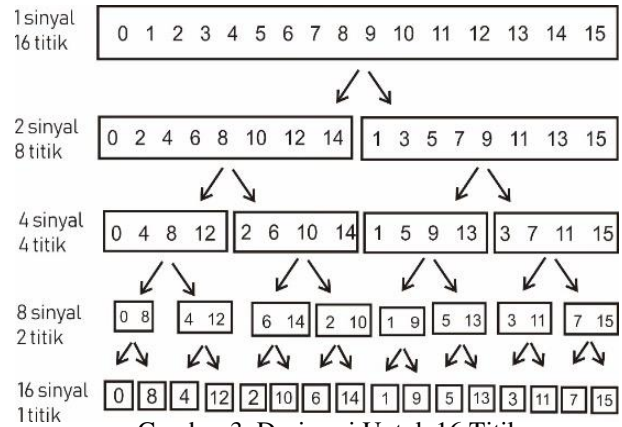 1 sinyal
16 titik
0 1 2 3 4 5 6 7 8 9 10 11 12 13 14 15
2 sinyal
8 titik
0 2 4 6 8 10 12 14 1 3 5 7 9 11 13 15
4 sinyal
4 titik
0 4 8 12 2 6 10 14 1 5 9 13 3 7 11 15
8 sinyal
2 titik
0 8 4 12 6 14 2 10 1 9 5 13 3 11 7 15
16 sinyal
1 titik
0 8 4 12 2 10 6 14 1 9 5 13 3 11 7 15